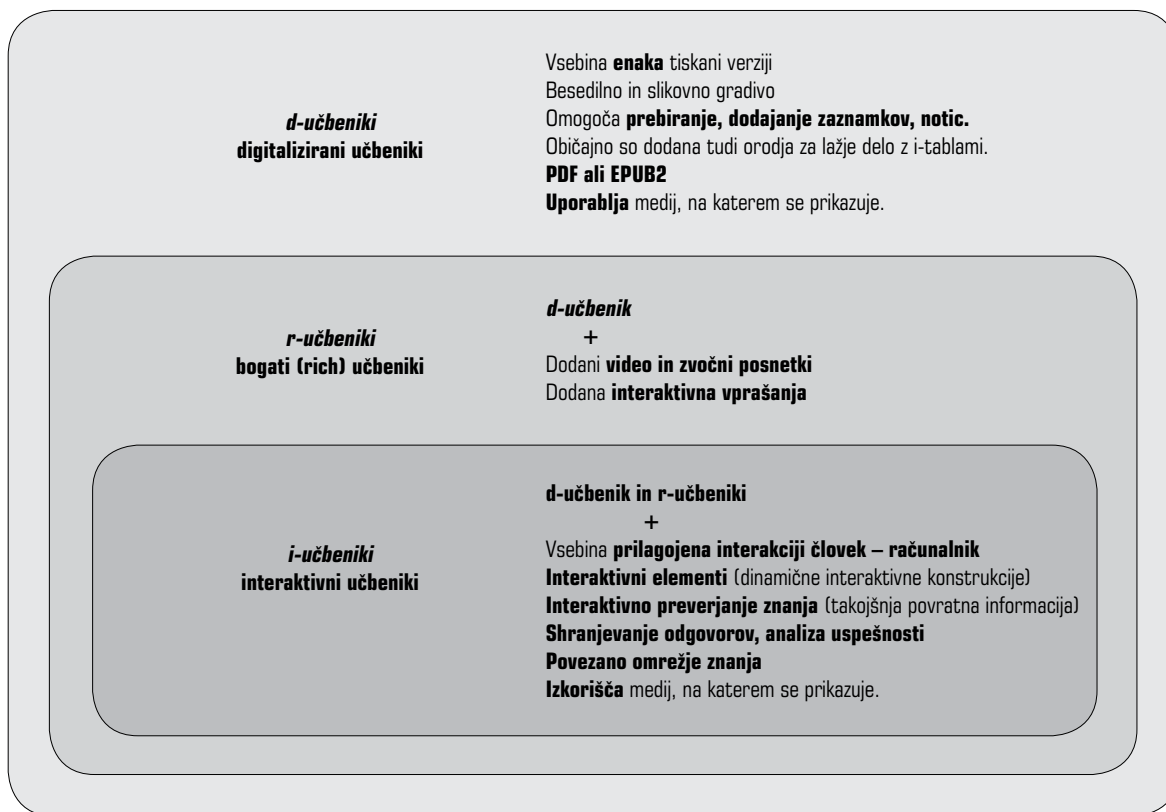 d-učbeniki
digitalizirani učbeniki
Vsebina enaka tiskani verziji
Besedilno in slikovno gradivo
Omogoča prebiranje, dodajanje zaznamkov, notic.
Običajno so dodana tudi orodja za lažje delo z i-tablami.
PDF ali EPUB2
Uporablja medij, na katerem se prikazuje.
r-učbeniki
bogati (rich) učbeniki
d-učbenik
+
Dodani video in zvočni posnetki
Dodana interaktivna vprašanja
i-učbeniki
interaktivni učbeniki
d-učbenik in r-učbeniki
+
Vsebina prilagojena interakciji človek – računalnik
Interaktivni elementi (dinamične interaktivne konstrukcije)
Interaktivno preverjanje znanja (takojšnja povratna informacija)
Shranjevanje odgovorov, analiza uspešnosti
Povezano omrežje znanja
Izkorišča medij, na katerem se prikazuje.